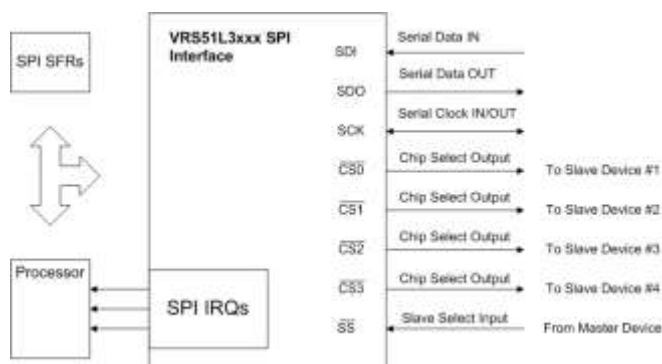 VRS51L3xxx SPI
Interface
SPI SFRs
Processor
SPI IRQs
SDI
Serial Data IN
SDO
Serial Data OUT
SCK
Serial Clock IN/OUT
CS0
Chip Select Output
To Slave Device #1
CS1
Chip Select Output
To Slave Device #2
CS2
Chip Select Output
To Slave Device #3
CS3
Chip Select Output
To Slave Device #4
SS
Slave Select Input
From Master Device